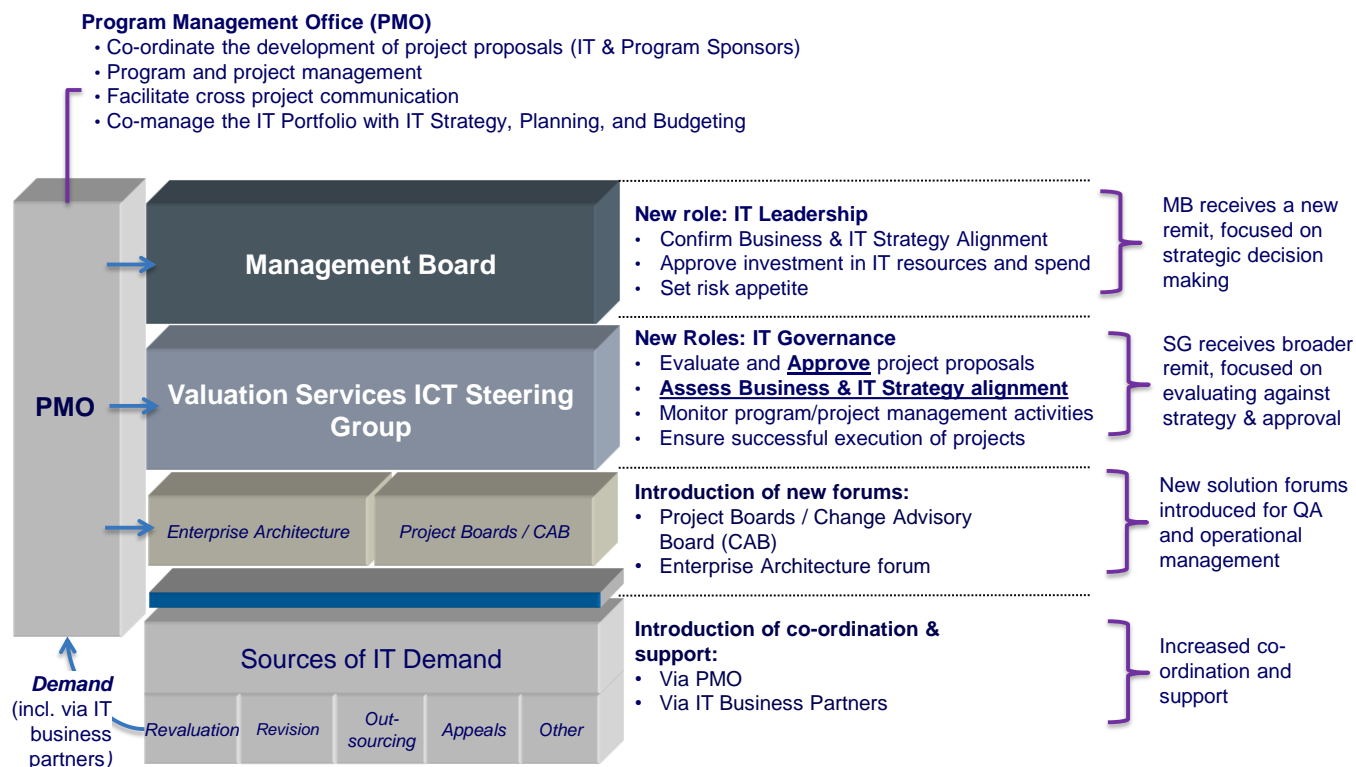 Program Management Office (PMO)
• Co-ordinate the development of project proposals (IT & Program Sponsors)
• Program and project management
• Facilitate cross project communication
• Co-manage the IT Portfolio with IT Strategy, Planning, and Budgeting
PMO
Management Board
New role: IT Leadership
• Confirm Business & IT Strategy Alignment
• Approve investment in IT resources and spend
• Set risk appetite
MB receives a new
remit, focused on
strategic decision
making
Valuation Services ICT Steering
Group
New Roles: IT Governance
• Evaluate and Approve project proposals
• Assess Business & IT Strategy alignment
• Monitor program/project management activities
• Ensure successful execution of projects
SG receives broader
remit, focused on
evaluating against
strategy & approval
Enterprise Architecture
Project Boards / CAB
Introduction of new forums:
• Project Boards / Change Advisory
Board (CAB)
• Enterprise Architecture forum
New solution forums
introduced for QA
and operational
management
Sources of IT Demand
Revaluation
Revision
Out-
sourcing
Appeals
Other
Introduction of co-ordination &
support:
• Via PMO
• Via IT Business Partners
Increased co-
ordination and
support
Demand
(incl. via IT
business
partners)